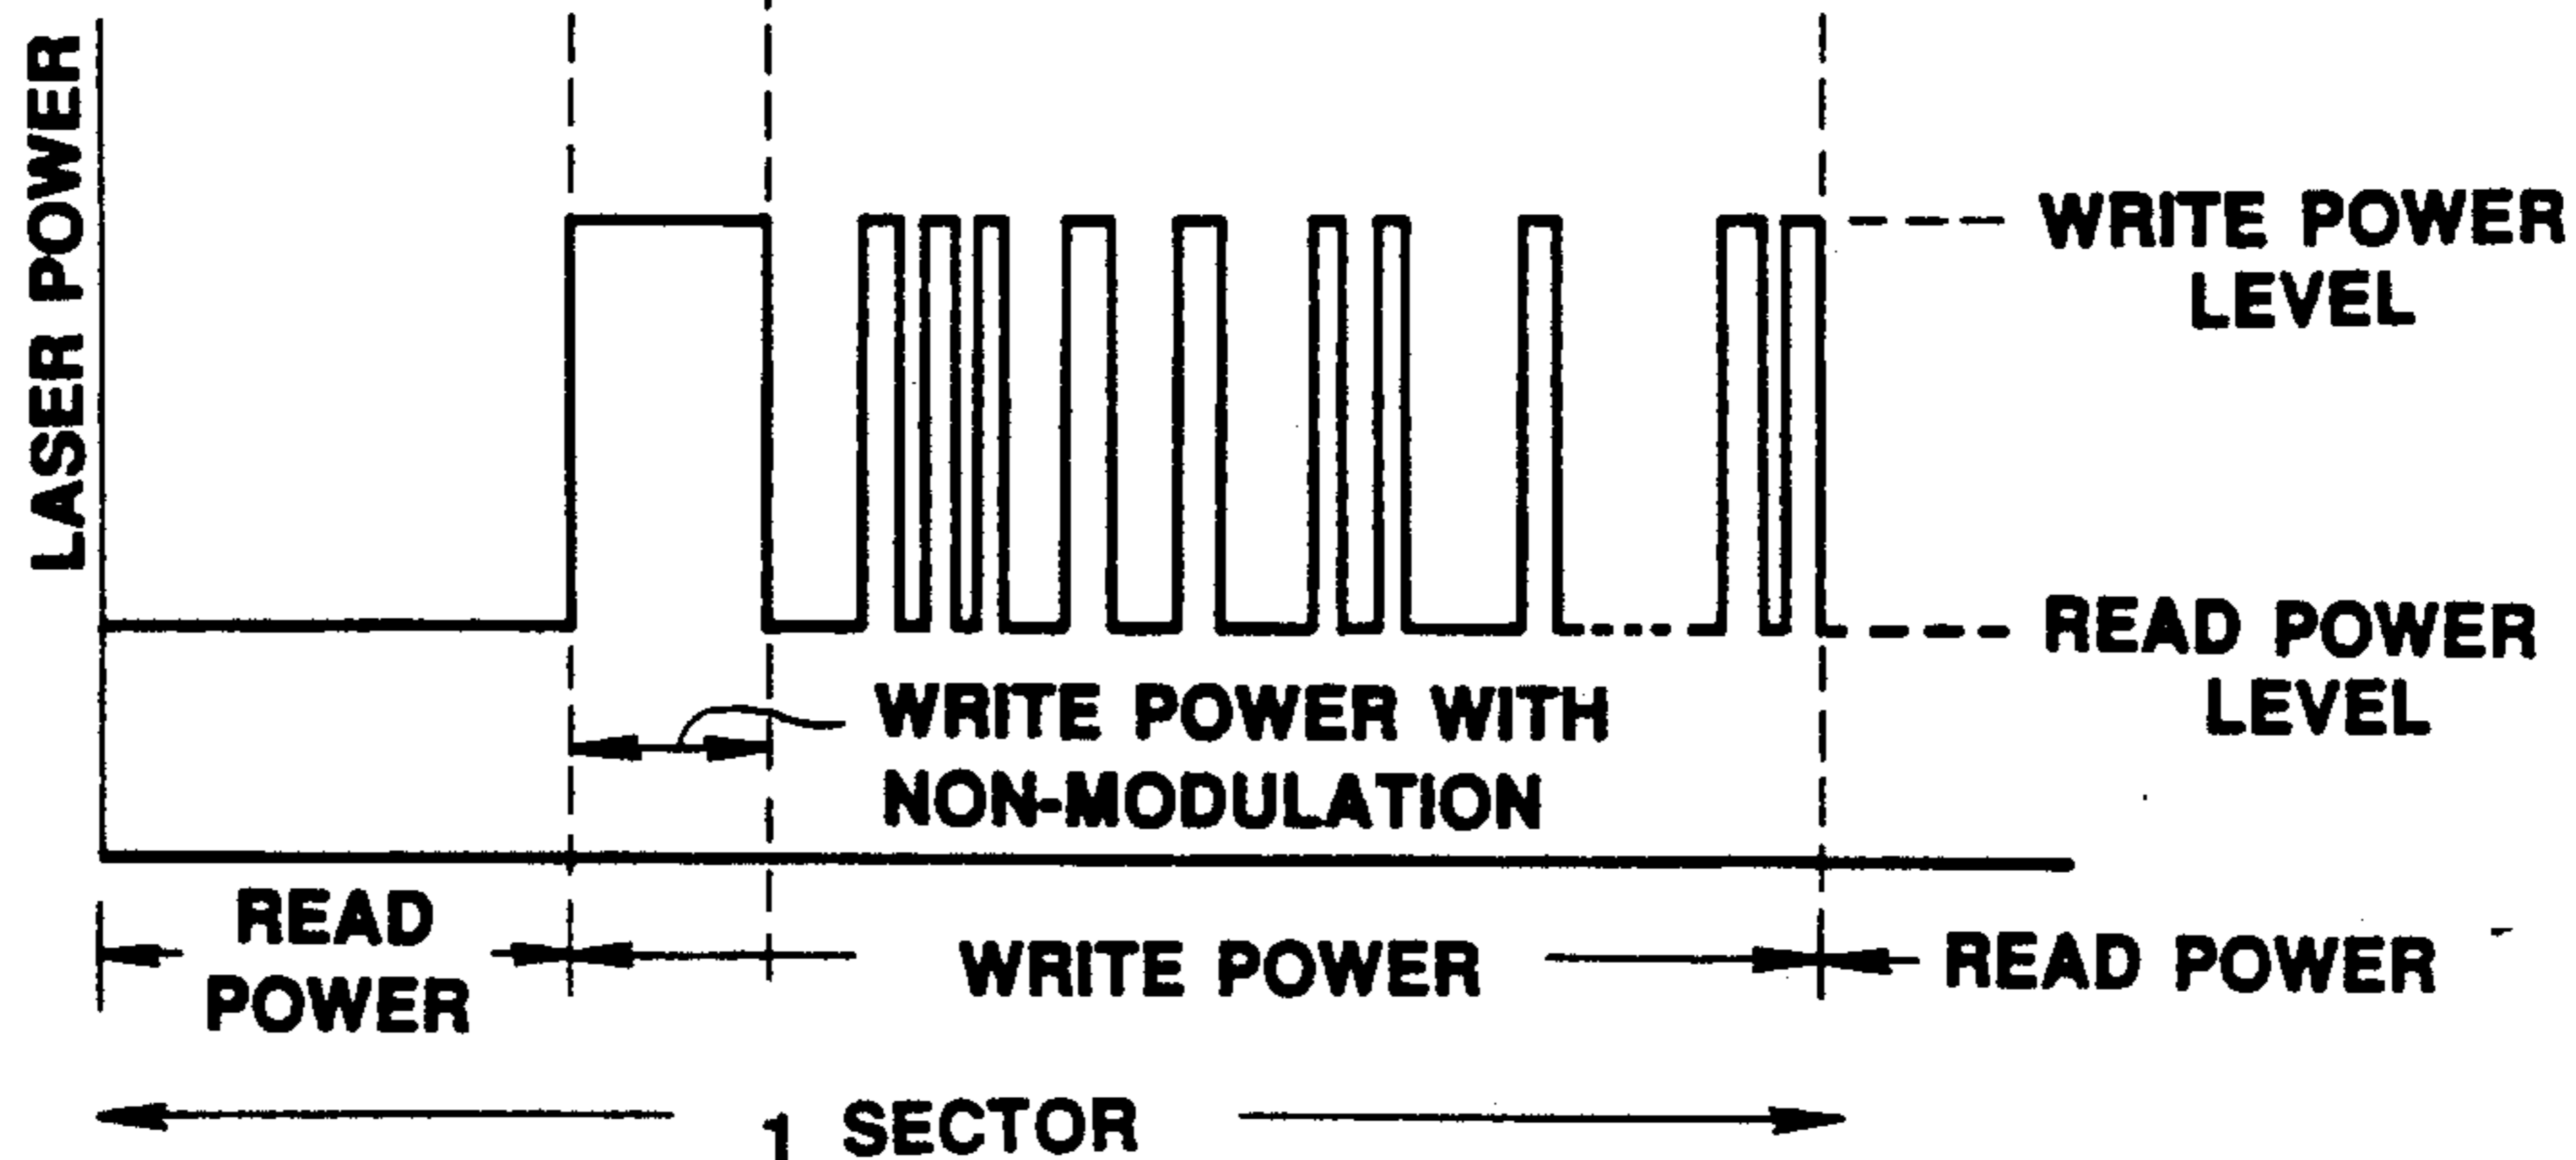 LASER POWER
WRITE POWER
LEVEL
READ POWER
LEVEL
WRITE POWER WITH
NON-MODULATION
READ
POWER
WRITE POWER
READ POWER
1 SECTOR